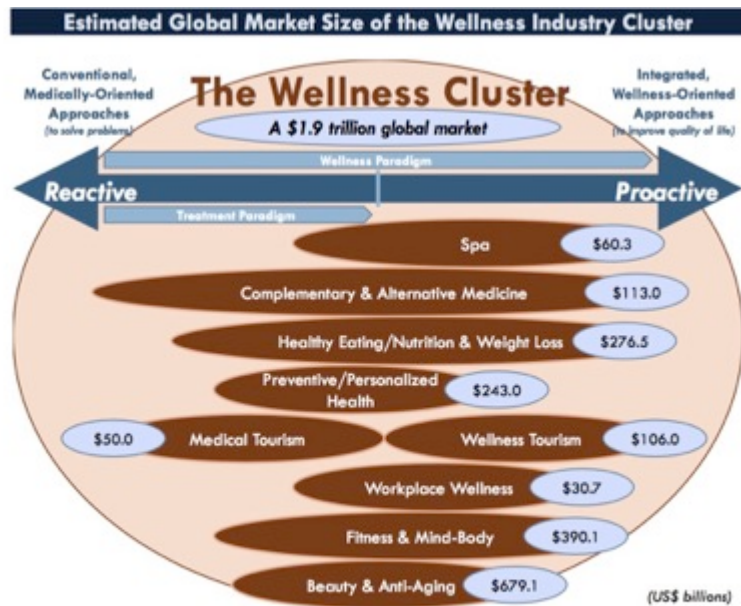 Estimated Global Market Size of the Wellness Industry Cluster
Conventional,
Medically-Oriented
Approaches
(to solve problems)
The Wellness Cluster
A $1.9 trillion global market
Integrated,
Wellness-Oriented
Approaches
(to improve quality of life)
Wellness Paradigm
Reactive
Proactive
Treatment Paradigm
Spa
$60.3
Complementary & Alternative Medicine
$113.0
Healthy Eating/Nutrition & Weight Loss
$276.5
Preventive/Personalized
Health
$243.0
$50.0
Medical Tourism
Wellness Tourism
$106.0
Workplace Wellness
$30.7
Fitness & Mind-Body
$390.1
Beauty & Anti-Aging
$679.1
(US$ billions)